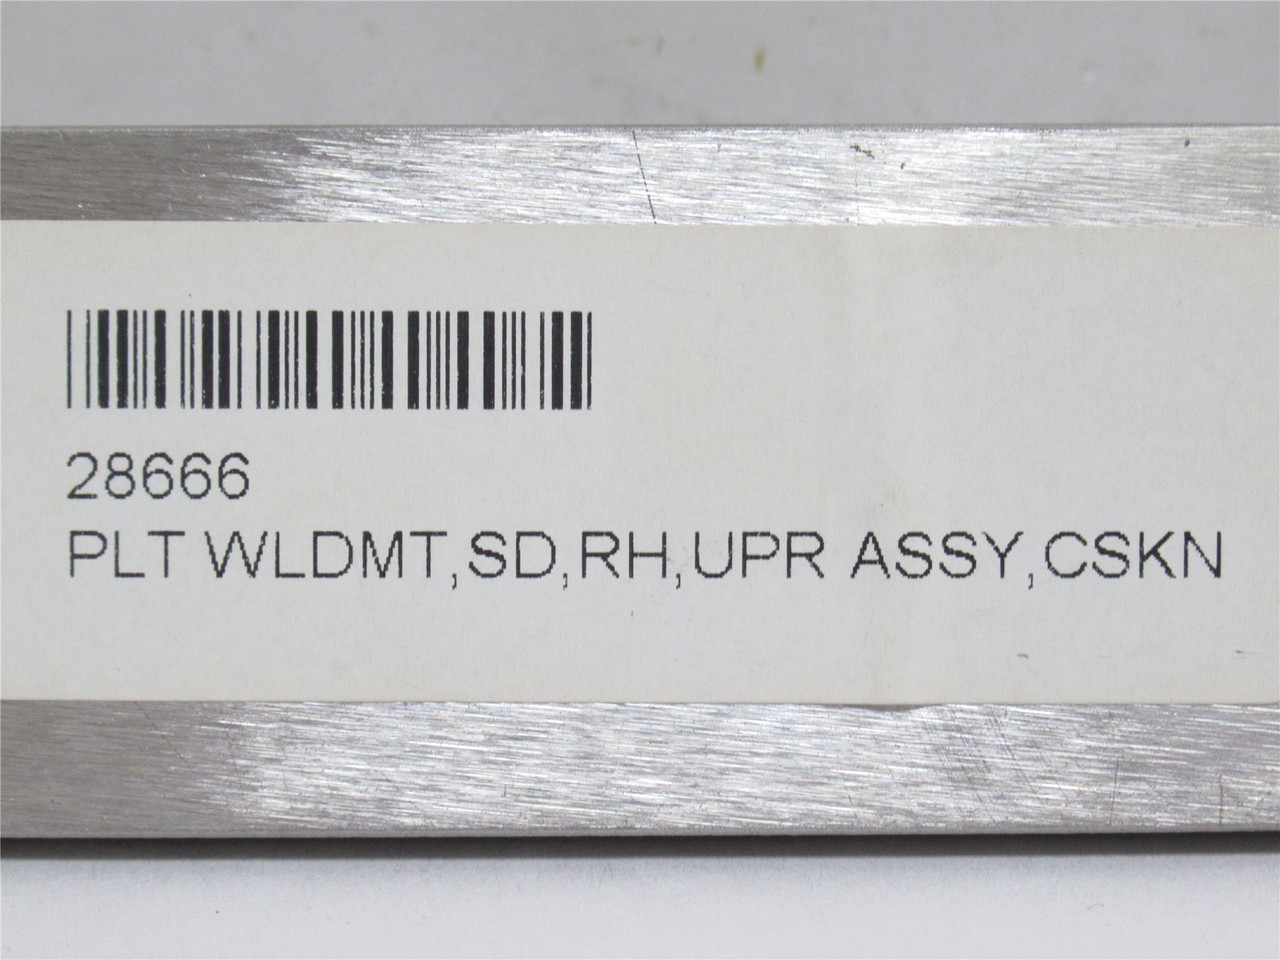 28666
PLT WLDMT,SD,RH,UPR ASSY,CSKN